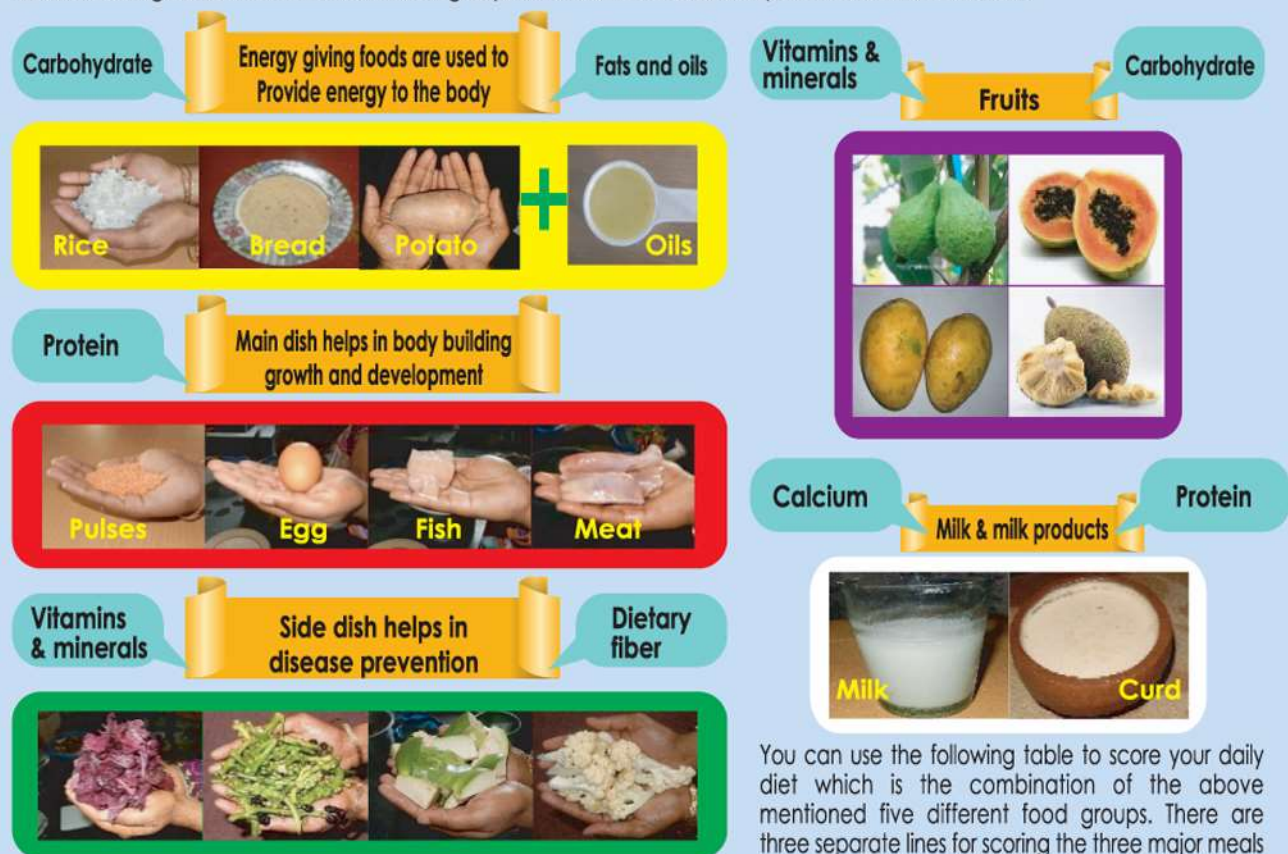 Carbohydrate
Energy giving foods are used to
Provide energy to the body
Fats and oils
Rice
Bread
Potato
Oils
Protein
Main dish helps in body building
growth and development
Pulses
Egg
Fish
Meat
Vitamins
& minerals
Side dish helps in
disease prevention
Dietary
fiber
Vitamins &
minerals
Fruits
Carbohydrate
Calcium
Milk & milk products
Protein
Milk
Curd
You can use the following table to score your daily
diet which is the combination of the above
mentioned five different food groups. There are
three separate lines for scoring the three major meals